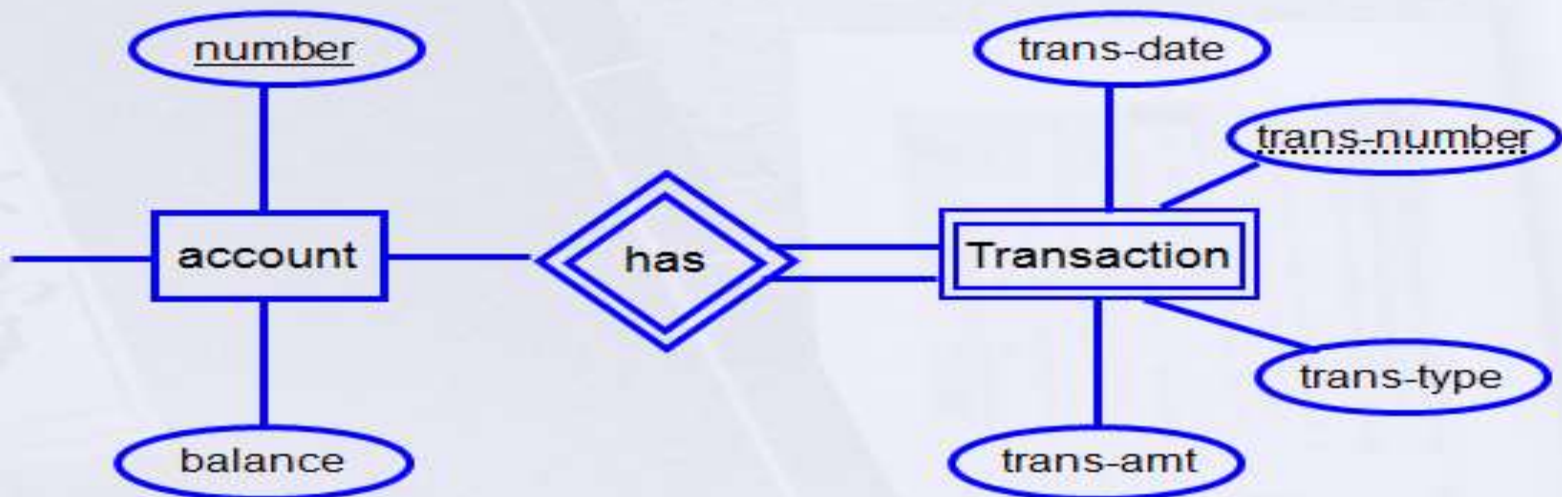 number
trans-date
trans-number
account
has
Transaction
trans-type
balance
trans-amt